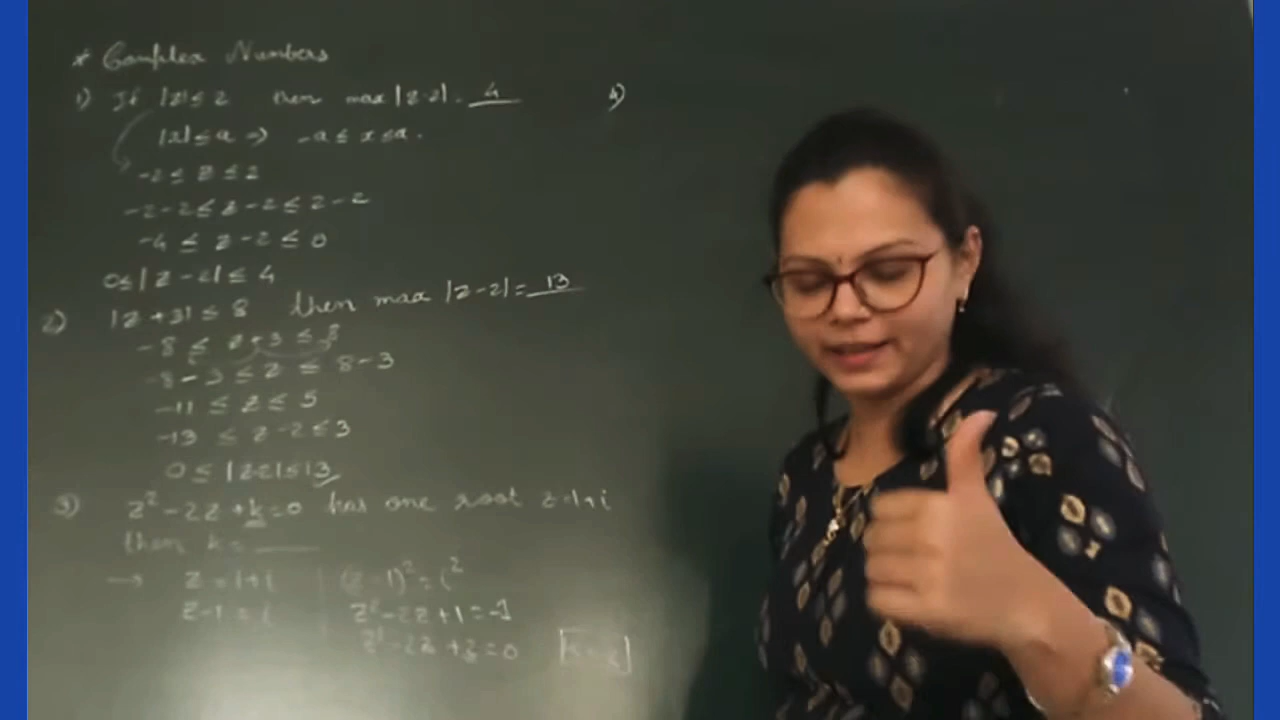 * Complex Numbers
1) If |z| ≤ 2 then max |z-2| = 4
|x| ≤ a ⇒ -a ≤ x ≤ a.
-2 ≤ z ≤ 2
-2-2 ≤ z-2 ≤ 2-2
-4 ≤ z-2 ≤ 0
0 ≤ |z-2| ≤ 4
2) |z+3| ≤ 8 then max |z-2| = 13
-8 ≤ z+3 ≤ 8
-8-3 ≤ z ≤ 8-3
-11 ≤ z ≤ 5
-13 ≤ z-2 ≤ 3
0 ≤ |z-2| ≤ 13
3) z²-2z+k=0 has one root z=1+i
then k = ____
→ z = 1+i
z-1 = i
(z-1)² = i²
z²-2z+1 = -1
z²-2z+2 = 0
k = 2
4)